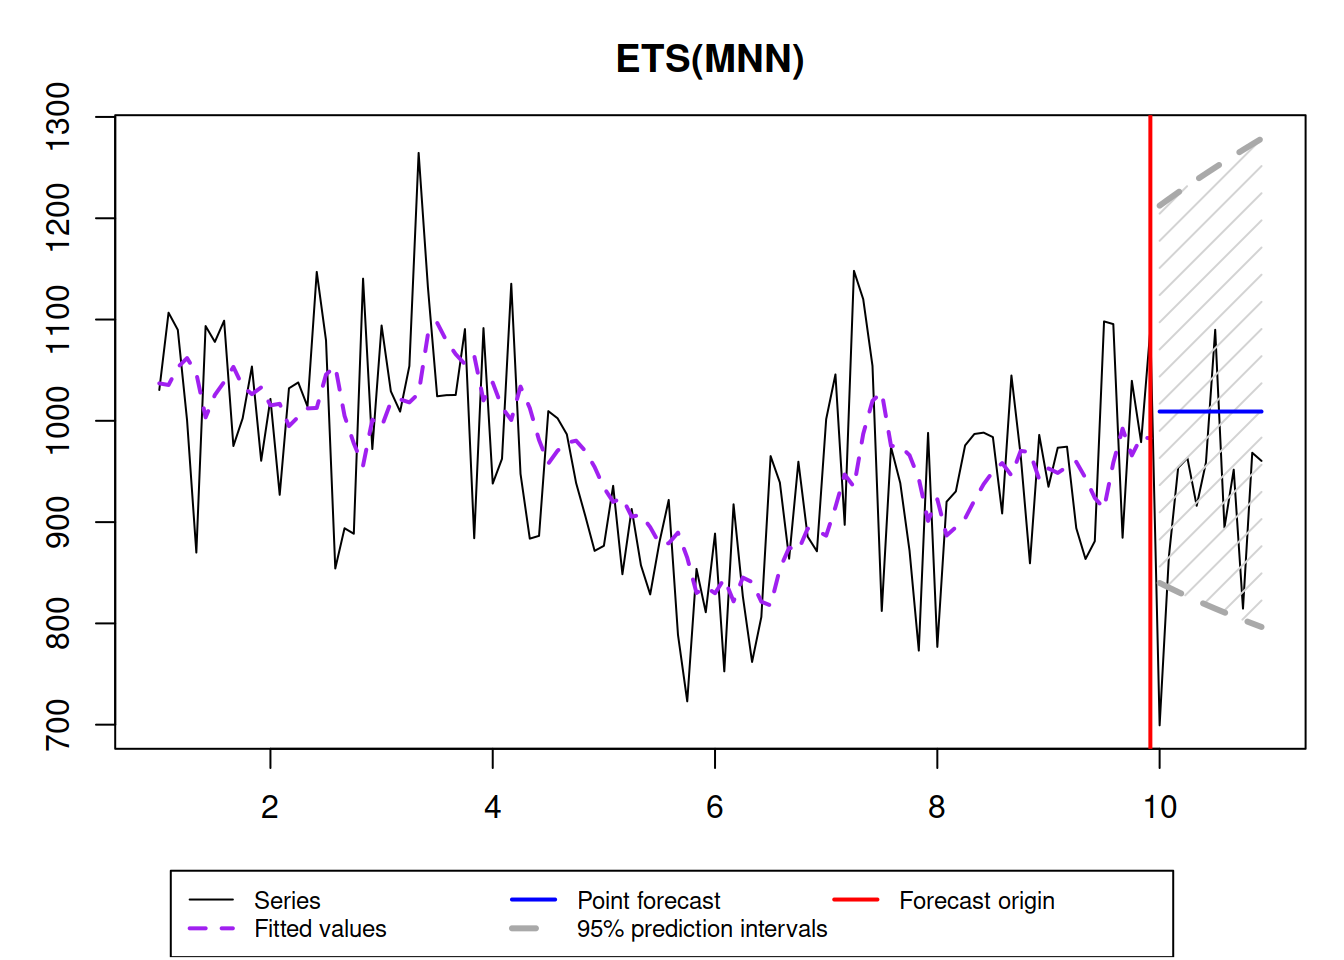 ETS(MNN)
1300
1200
1100
1000
900
800
700
2 4 6 8 10
Series Point forecast Forecast origin
Fitted values 95% prediction intervals